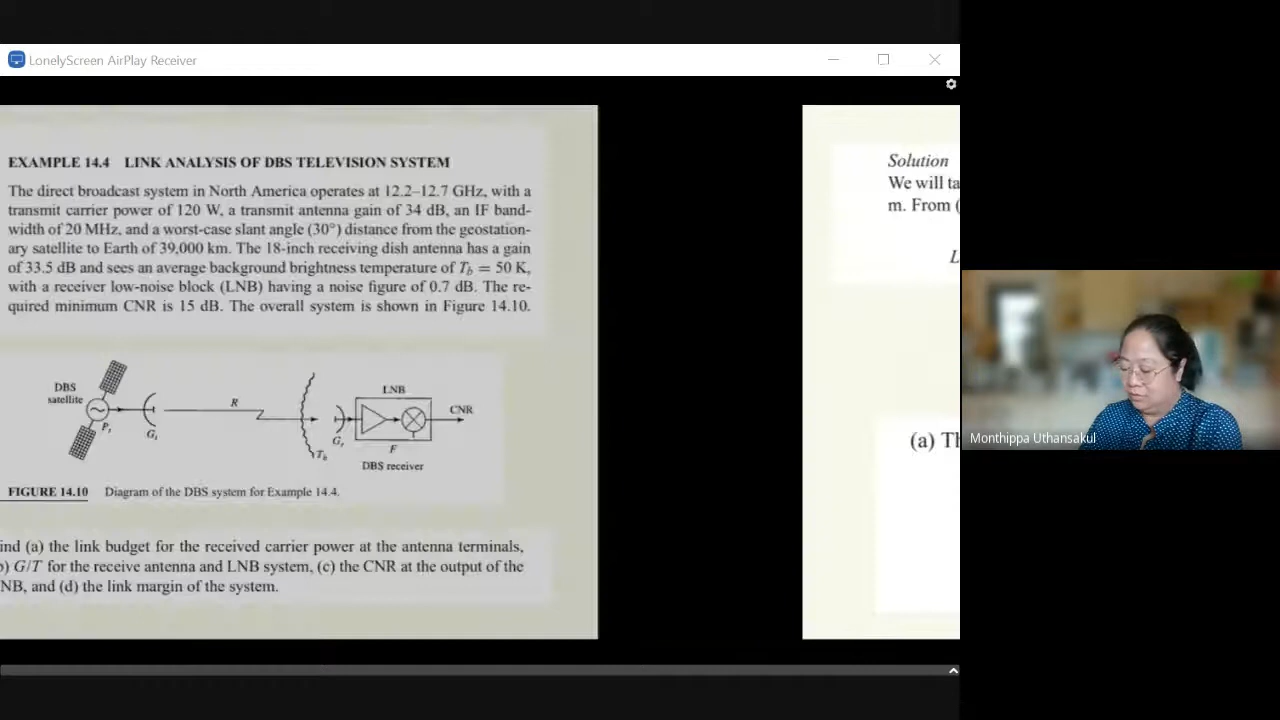 LonelyScreen AirPlay Receiver
EXAMPLE 14.4 LINK ANALYSIS OF DBS TELEVISION SYSTEM
The direct broadcast system in North America operates at 12.2–12.7 GHz, with a
transmit carrier power of 120 W, a transmit antenna gain of 34 dB, an IF band-
width of 20 MHz, and a worst-case slant angle (30°) distance from the geostation-
ary satellite to Earth of 39,000 km. The 18-inch receiving dish antenna has a gain
of 33.5 dB and sees an average background brightness temperature of Tb = 50 K,
with a receiver low-noise block (LNB) having a noise figure of 0.7 dB. The re-
quired minimum CNR is 15 dB. The overall system is shown in Figure 14.10.
DBS
satellite
Pt
Gt
R
Tb
Gr
LNB
F
CNR
DBS receiver
FIGURE 14.10 Diagram of the DBS system for Example 14.4.
ind (a) the link budget for the received carrier power at the antenna terminals,
) G/T for the receive antenna and LNB system, (c) the CNR at the output of the
NB, and (d) the link margin of the system.
Solution
We will ta
m. From (
L
(a) Th
Monthippa Uthansakul